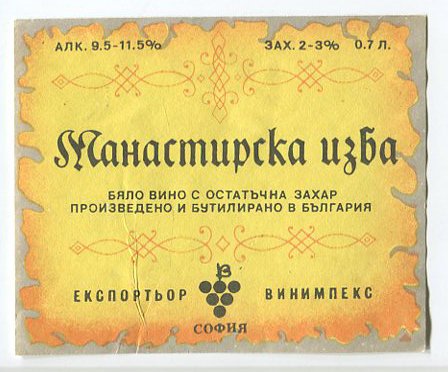 АЛК. 9.5-11.5% ЗАХ. 2-3% 0.7 Л.
Манастирска изба
БЯЛО ВИНО С ОСТАТЪЧНА ЗАХАР
ПРОИЗВЕДЕНО И БУТИЛИРАНО В БЪЛГАРИЯ
В
ЕКСПОРТЬОР ВИНИМПЕКС
СОФИЯ